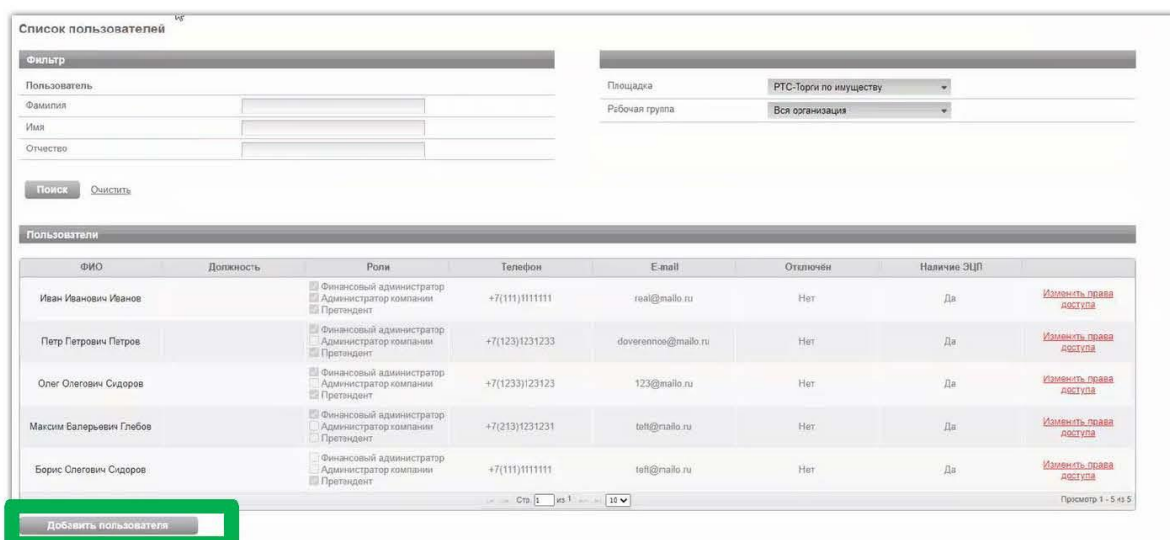 Список пользователей
Фильтр
Пользователь
Фамилия
Имя
Отчество
Площадка РТС-Торги по имуществу
Рабочая группа Вся организация
Поиск Очистить
Пользователи
ФИО Должность Роли Телефон E-mail Отключён Наличие ЭЦП
Финансовый администратор
Иван Иванович Иванов Администратор компании +7(111)1111111 real@mailo.ru Нет Да Изменить права доступа
Претендент
Финансовый администратор
Петр Петрович Петров Администратор компании +7(123)1231233 doverennoe@mailo.ru Нет Да Изменить права доступа
Претендент
Финансовый администратор
Олег Олегович Сидоров Администратор компании +7(1233)123123 123@mailo.ru Нет Да Изменить права доступа
Претендент
Финансовый администратор
Максим Валерьевич Глебов Администратор компании +7(213)1231231 Нет Да Изменить права доступа
Претендент
Финансовый администратор
Борис Олегович Сидоров Администратор компании +7(111)1111111 Нет Да Изменить права доступа
Претендент
Стр. 1 из 1 10 Просмотр 1 - 5 из 5
Добавить пользователя